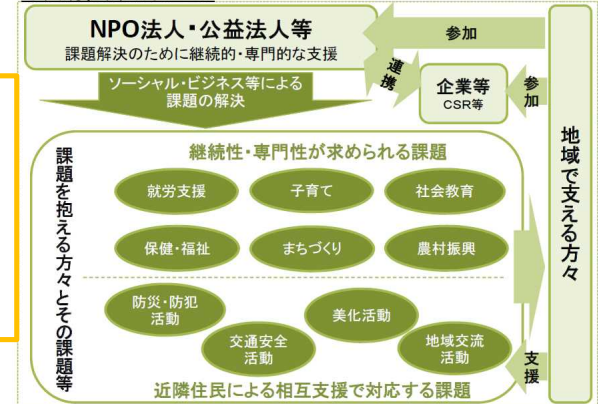 NPO法人・公益法人等
課題解決のために継続的・専門的な支援
参加
連携
企業等
CSR等
参加
ソーシャル・ビジネス等による
課題の解決
地域で支える方々
課題を抱える方々とその課題等
継続性・専門性が求められる課題
就労支援
子育て
社会教育
保健・福祉
まちづくり
農村振興
防災・防犯
活動
美化活動
交通安全
活動
地域交流
活動
支援
近隣住民による相互支援で対応する課題